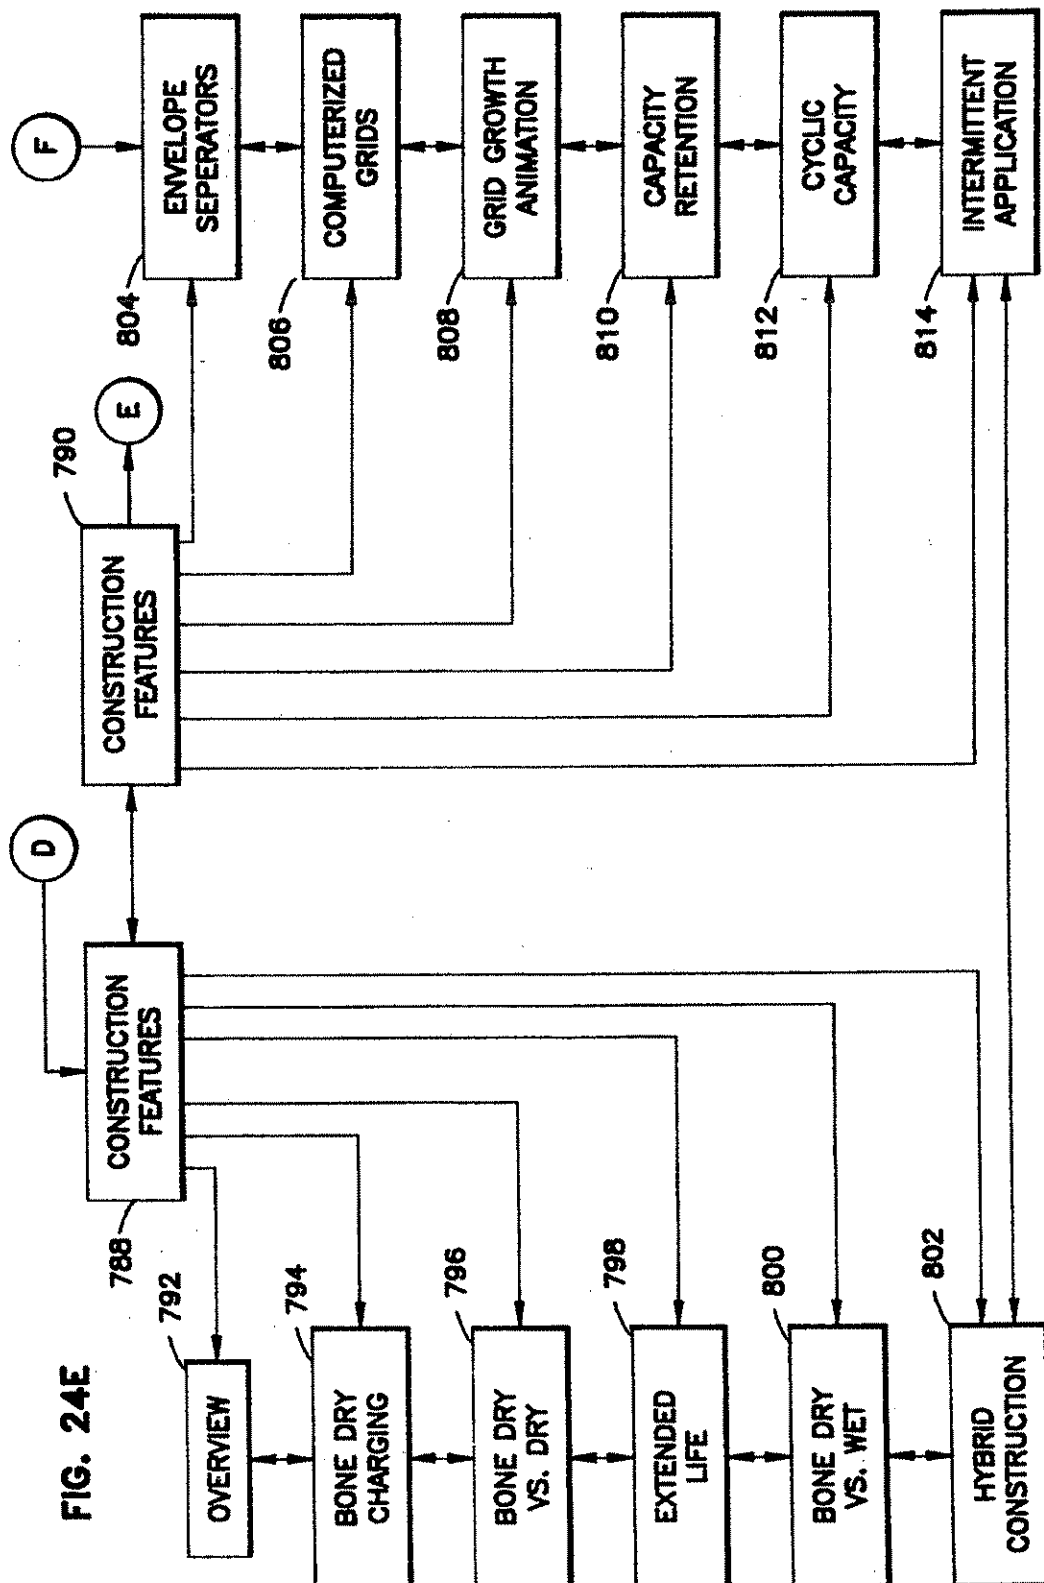 FIG. 24E
D
F
E
788
CONSTRUCTION
FEATURES
790
CONSTRUCTION
FEATURES
792
OVERVIEW
794
BONE DRY
CHARGING
796
BONE DRY
VS. DRY
798
EXTENDED
LIFE
800
BONE DRY
VS. WET
802
HYBRID
CONSTRUCTION
804
ENVELOPE
SEPERATORS
806
COMPUTERIZED
GRIDS
808
GRID GROWTH
ANIMATION
810
CAPACITY
RETENTION
812
CYCLIC
CAPACITY
814
INTERMITTENT
APPLICATION